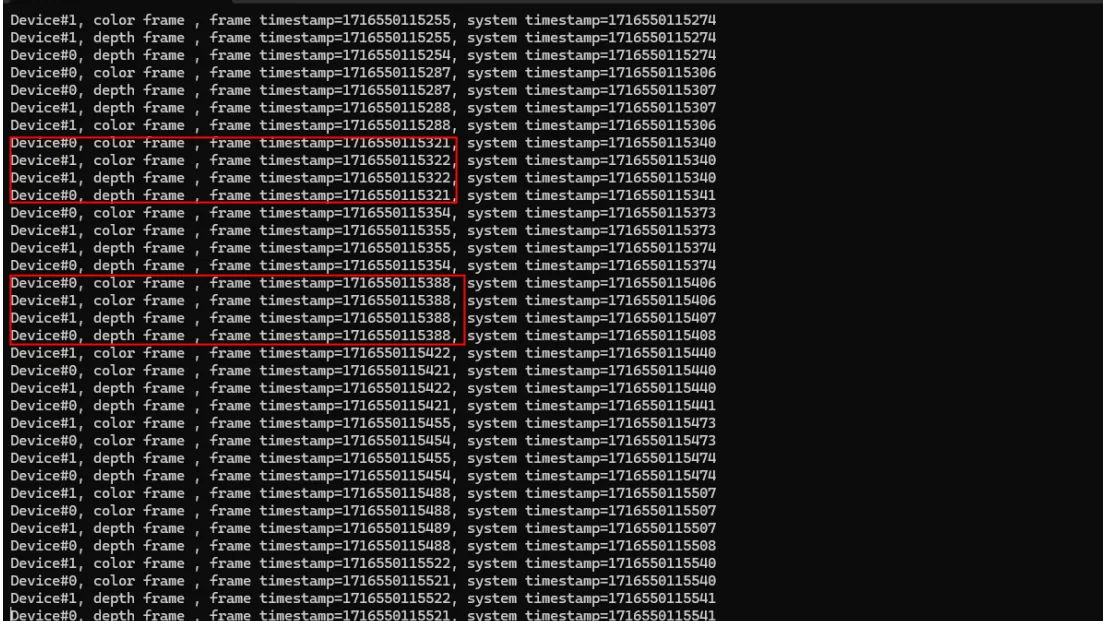 Device#1, color frame , frame timestamp=1716550115255, system timestamp=1716550115274
Device#1, depth frame , frame timestamp=1716550115255, system timestamp=1716550115274
Device#0, depth frame , frame timestamp=1716550115254, system timestamp=1716550115274
Device#0, color frame , frame timestamp=1716550115287, system timestamp=1716550115306
Device#0, depth frame , frame timestamp=1716550115287, system timestamp=1716550115307
Device#1, depth frame , frame timestamp=1716550115288, system timestamp=1716550115307
Device#1, color frame , frame timestamp=1716550115288, system timestamp=1716550115306
Device#0, color frame , frame timestamp=1716550115321, system timestamp=1716550115340
Device#1, color frame , frame timestamp=1716550115322, system timestamp=1716550115340
Device#1, depth frame , frame timestamp=1716550115322, system timestamp=1716550115340
Device#0, depth frame , frame timestamp=1716550115321, system timestamp=1716550115341
Device#0, color frame , frame timestamp=1716550115354, system timestamp=1716550115373
Device#1, color frame , frame timestamp=1716550115355, system timestamp=1716550115373
Device#1, depth frame , frame timestamp=1716550115355, system timestamp=1716550115374
Device#0, depth frame , frame timestamp=1716550115354, system timestamp=1716550115374
Device#0, color frame , frame timestamp=1716550115388, system timestamp=1716550115406
Device#1, color frame , frame timestamp=1716550115388, system timestamp=1716550115406
Device#1, depth frame , frame timestamp=1716550115388, system timestamp=1716550115407
Device#0, depth frame , frame timestamp=1716550115388, system timestamp=1716550115408
Device#1, color frame , frame timestamp=1716550115422, system timestamp=1716550115440
Device#0, color frame , frame timestamp=1716550115421, system timestamp=1716550115440
Device#1, depth frame , frame timestamp=1716550115422, system timestamp=1716550115440
Device#0, depth frame , frame timestamp=1716550115421, system timestamp=1716550115441
Device#1, color frame , frame timestamp=1716550115455, system timestamp=1716550115473
Device#0, color frame , frame timestamp=1716550115454, system timestamp=1716550115473
Device#1, depth frame , frame timestamp=1716550115455, system timestamp=1716550115474
Device#0, depth frame , frame timestamp=1716550115454, system timestamp=1716550115474
Device#1, color frame , frame timestamp=1716550115488, system timestamp=1716550115507
Device#0, color frame , frame timestamp=1716550115488, system timestamp=1716550115507
Device#1, depth frame , frame timestamp=1716550115489, system timestamp=1716550115507
Device#0, depth frame , frame timestamp=1716550115488, system timestamp=1716550115508
Device#1, color frame , frame timestamp=1716550115522, system timestamp=1716550115540
Device#0, color frame , frame timestamp=1716550115521, system timestamp=1716550115540
Device#1, depth frame , frame timestamp=1716550115522, system timestamp=1716550115541
Device#0, depth frame , frame timestamp=1716550115521, system timestamp=1716550115541